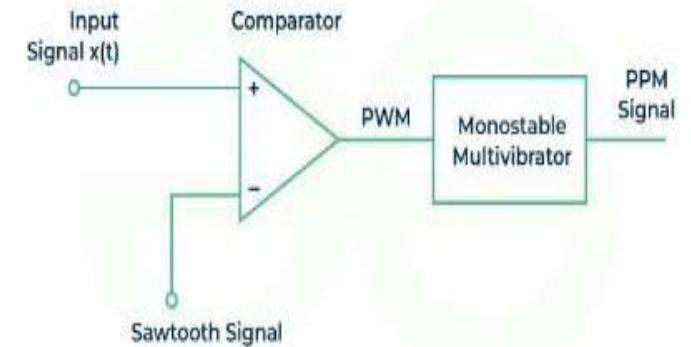 Input
Signal x(t)
Comparator
+
−
PWM
Monostable
Multivibrator
PPM
Signal
Sawtooth Signal